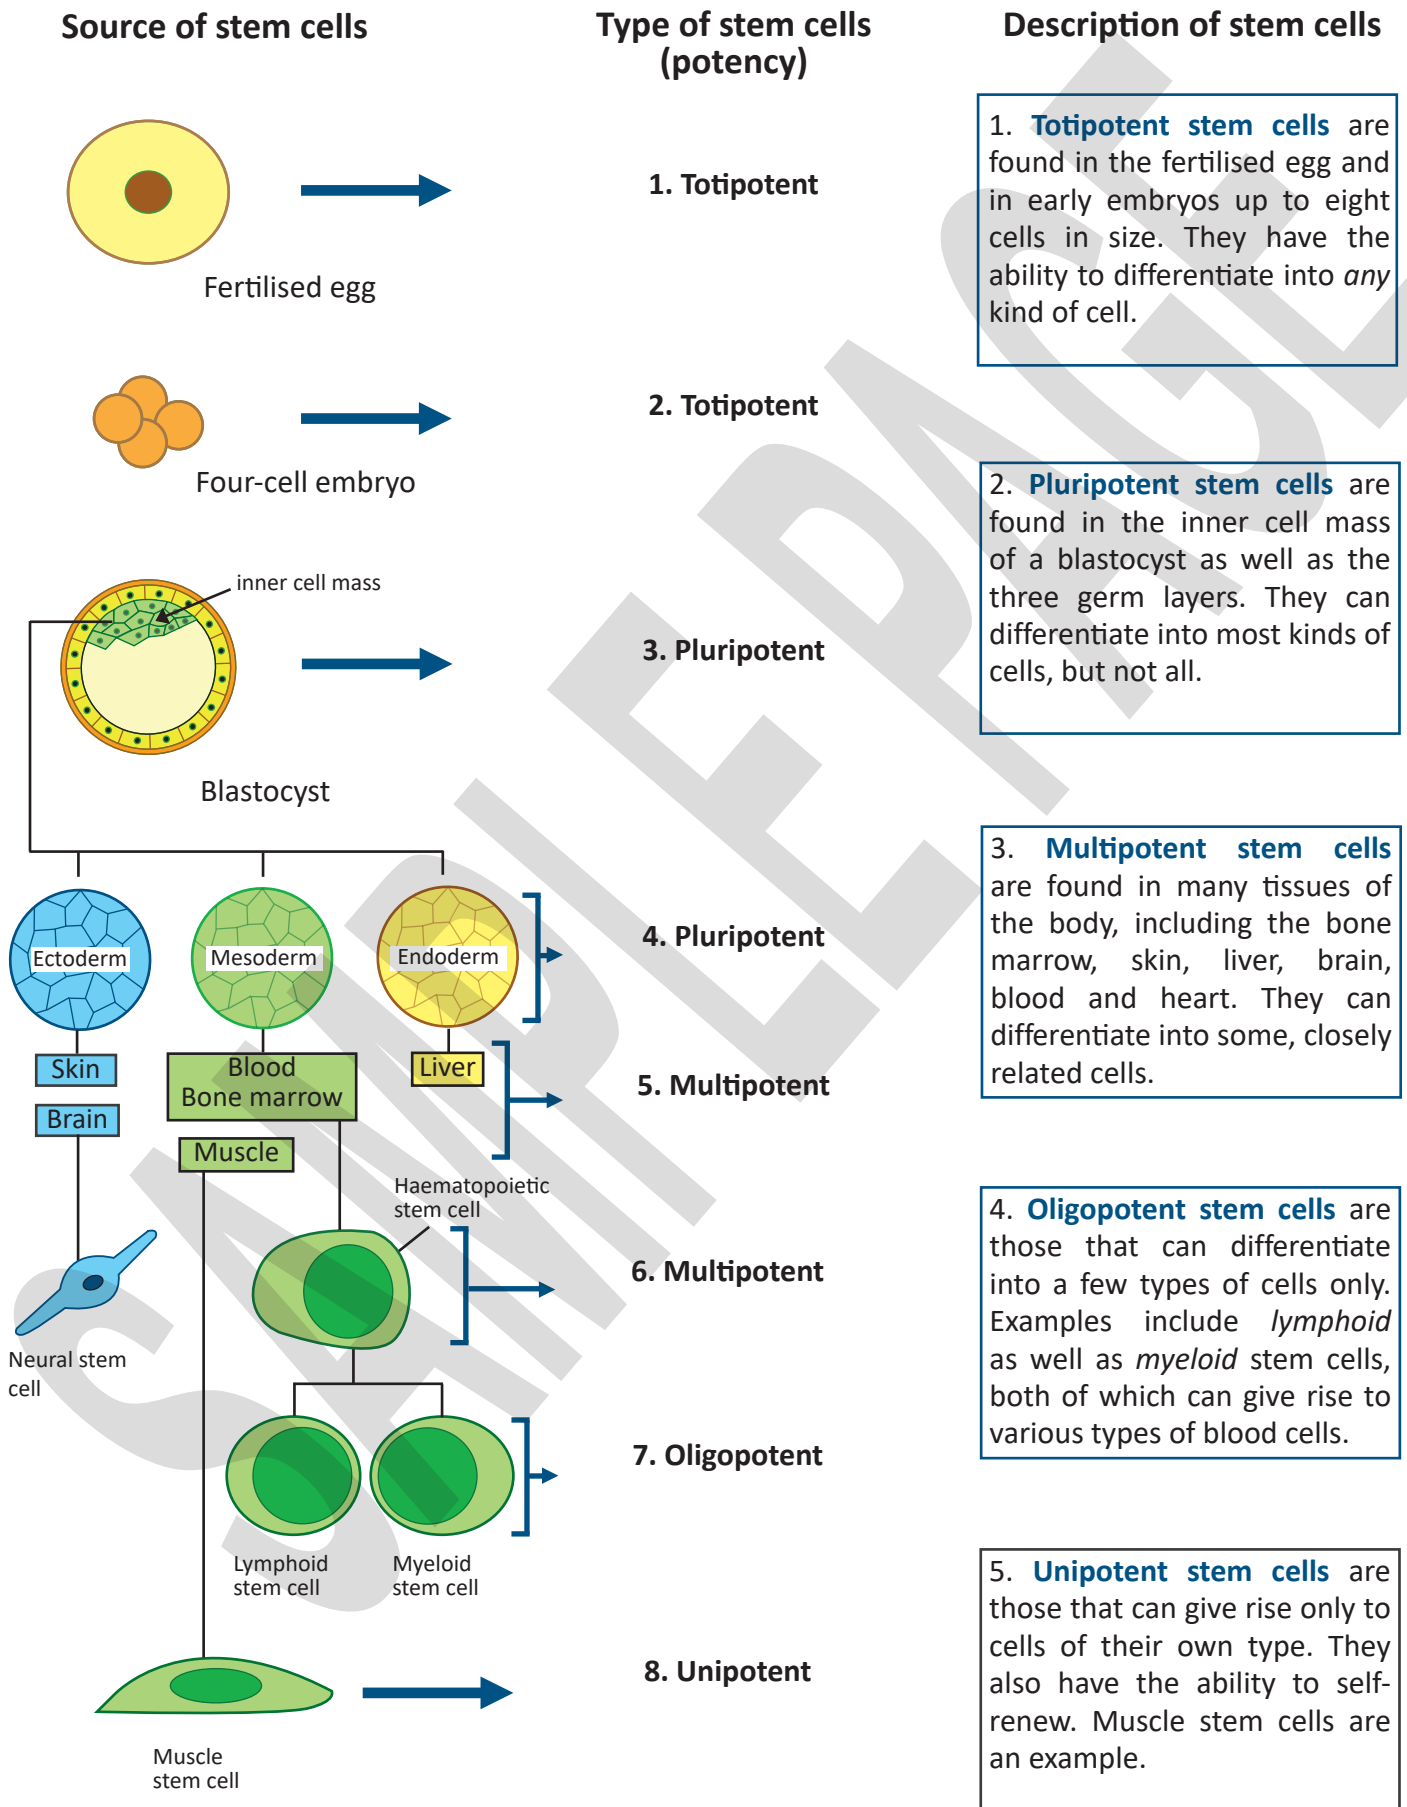 Source of stem cells
Type of stem cells
(potency)
Description of stem cells
Fertilised egg
1. Totipotent
1. Totipotent stem cells are
found in the fertilised egg and
in early embryos up to eight
cells in size. They have the
ability to differentiate into any
kind of cell.
Four-cell embryo
2. Totipotent
2. Pluripotent stem cells are
found in the inner cell mass
of a blastocyst as well as the
three germ layers. They can
differentiate into most kinds of
cells, but not all.
inner cell mass
Blastocyst
3. Pluripotent
3. Multipotent stem cells
are found in many tissues of
the body, including the bone
marrow, skin, liver, brain,
blood and heart. They can
differentiate into some, closely
related cells.
Ectoderm
Mesoderm
Endoderm
4. Pluripotent
Skin
Brain
Blood
Bone marrow
Muscle
Liver
5. Multipotent
Haematopoietic
stem cell
6. Multipotent
4. Oligopotent stem cells are
those that can differentiate
into a few types of cells only.
Examples include lymphoid
as well as myeloid stem cells,
both of which can give rise to
various types of blood cells.
Neural stem
cell
7. Oligopotent
Lymphoid
stem cell
Myeloid
stem cell
8. Unipotent
5. Unipotent stem cells are
those that can give rise only to
cells of their own type. They
also have the ability to self-
renew. Muscle stem cells are
an example.
Muscle
stem cell
SAMPLE PAGE